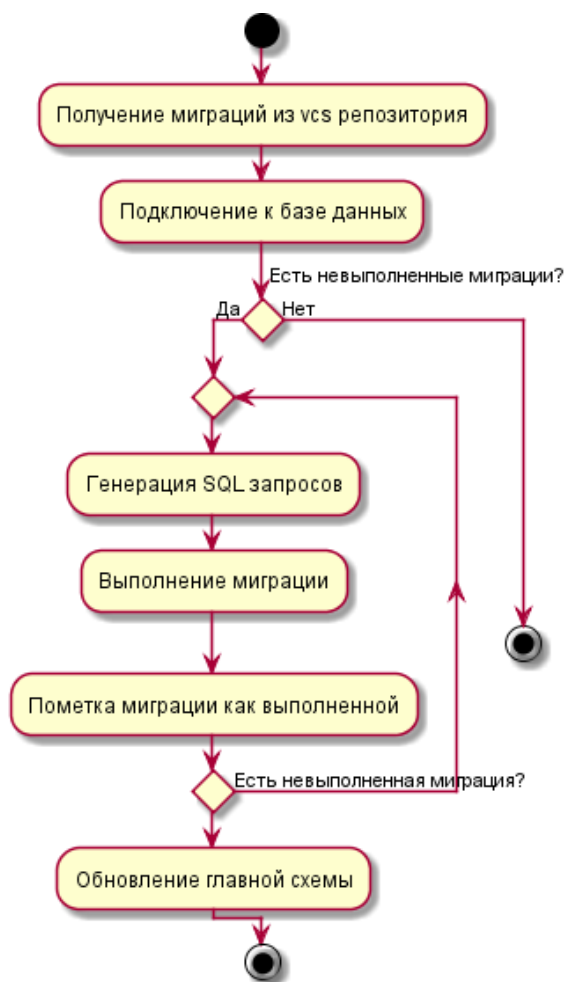 Получение миграций из vcs репозитория
Подключение к базе данных
Есть невыполненные миграции?
Да
Нет
Генерация SQL запросов
Выполнение миграции
Пометка миграции как выполненной
Есть невыполненная миграция?
Обновление главной схемы